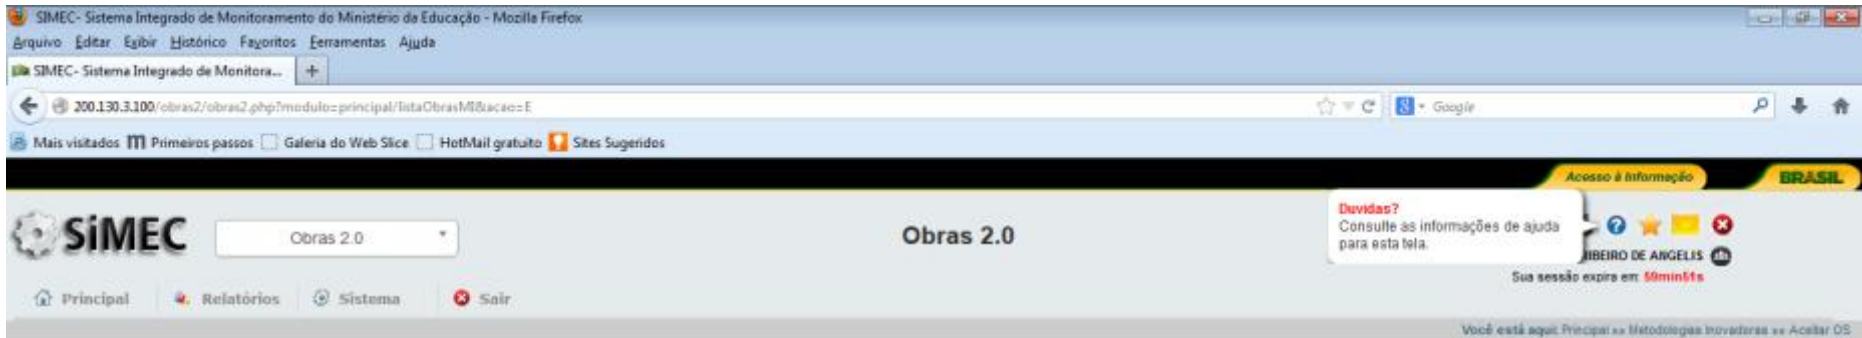 SIMEC- Sistema Integrado de Monitoramento do Ministério da Educação - Mozilla Firefox
Arquivo Editar Exibir Histórico Favoritos Ferramentas Ajuda
SIMEC- Sistema Integrado de Monitora... +
200.130.3.100/obras2/obras2.php?modulo=principal/listaObrasMI&acao=E Google
Mais visitados Primeiros passos Galeria do Web Slice HotMail gratuito Sites Sugeridos
Acesso à Informação BRASIL
SiMEC Obras 2.0 Obras 2.0
Duvidas?
Consulte as informações de ajuda
para esta tela.
RIBEIRO DE ANGELIS
Sua sessão expira em: 59min51s
Principal Relatórios Sistema Sair
Você está aqui: Principal »» Metodologias Inovadoras »» Aceitar OS